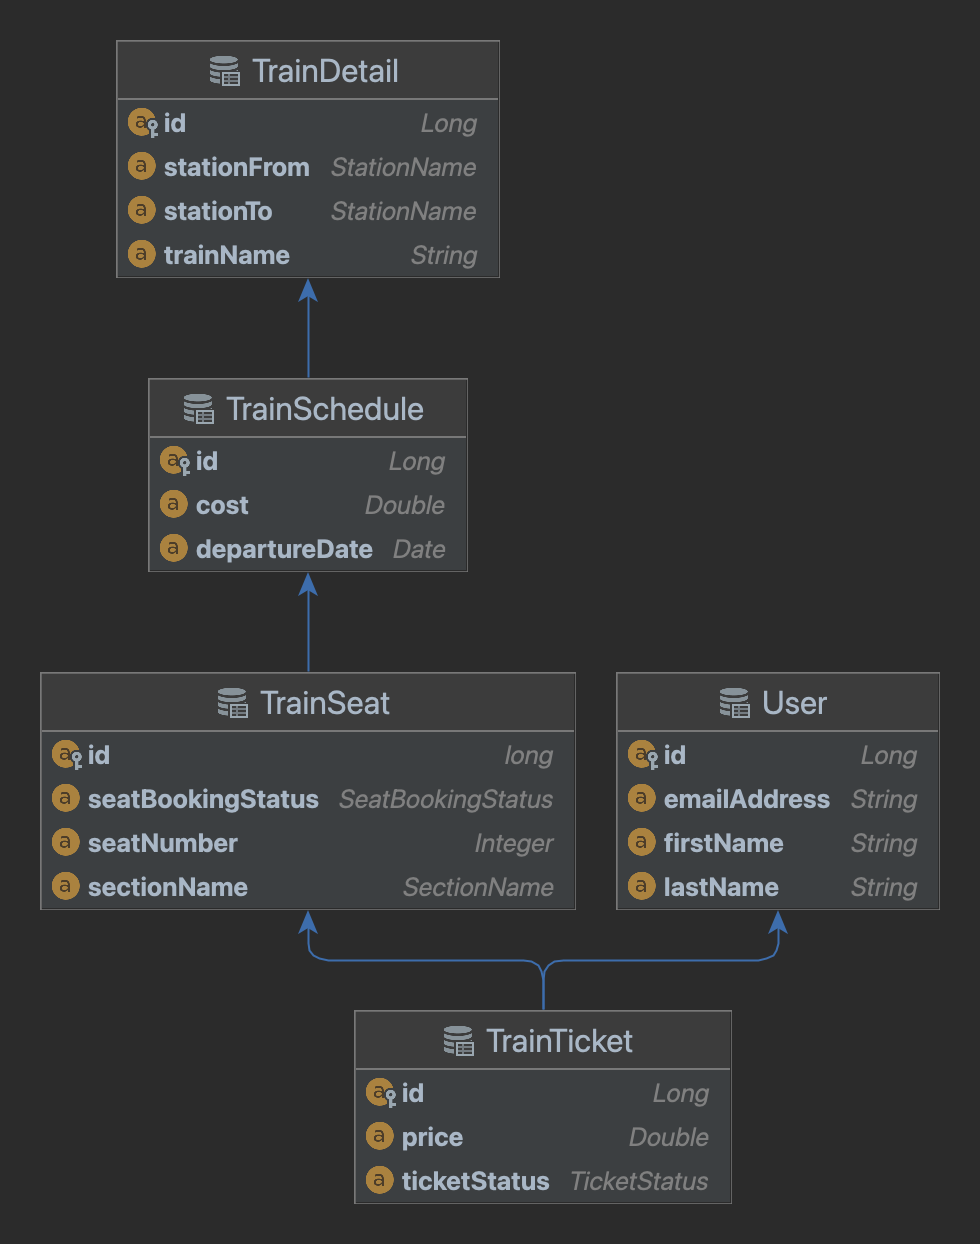 TrainDetail
id Long
stationFrom StationName
stationTo StationName
trainName String
TrainSchedule
id Long
cost Double
departureDate Date
TrainSeat
id long
seatBookingStatus SeatBookingStatus
seatNumber Integer
sectionName SectionName
User
id Long
emailAddress String
firstName String
lastName String
TrainTicket
id Long
price Double
ticketStatus TicketStatus